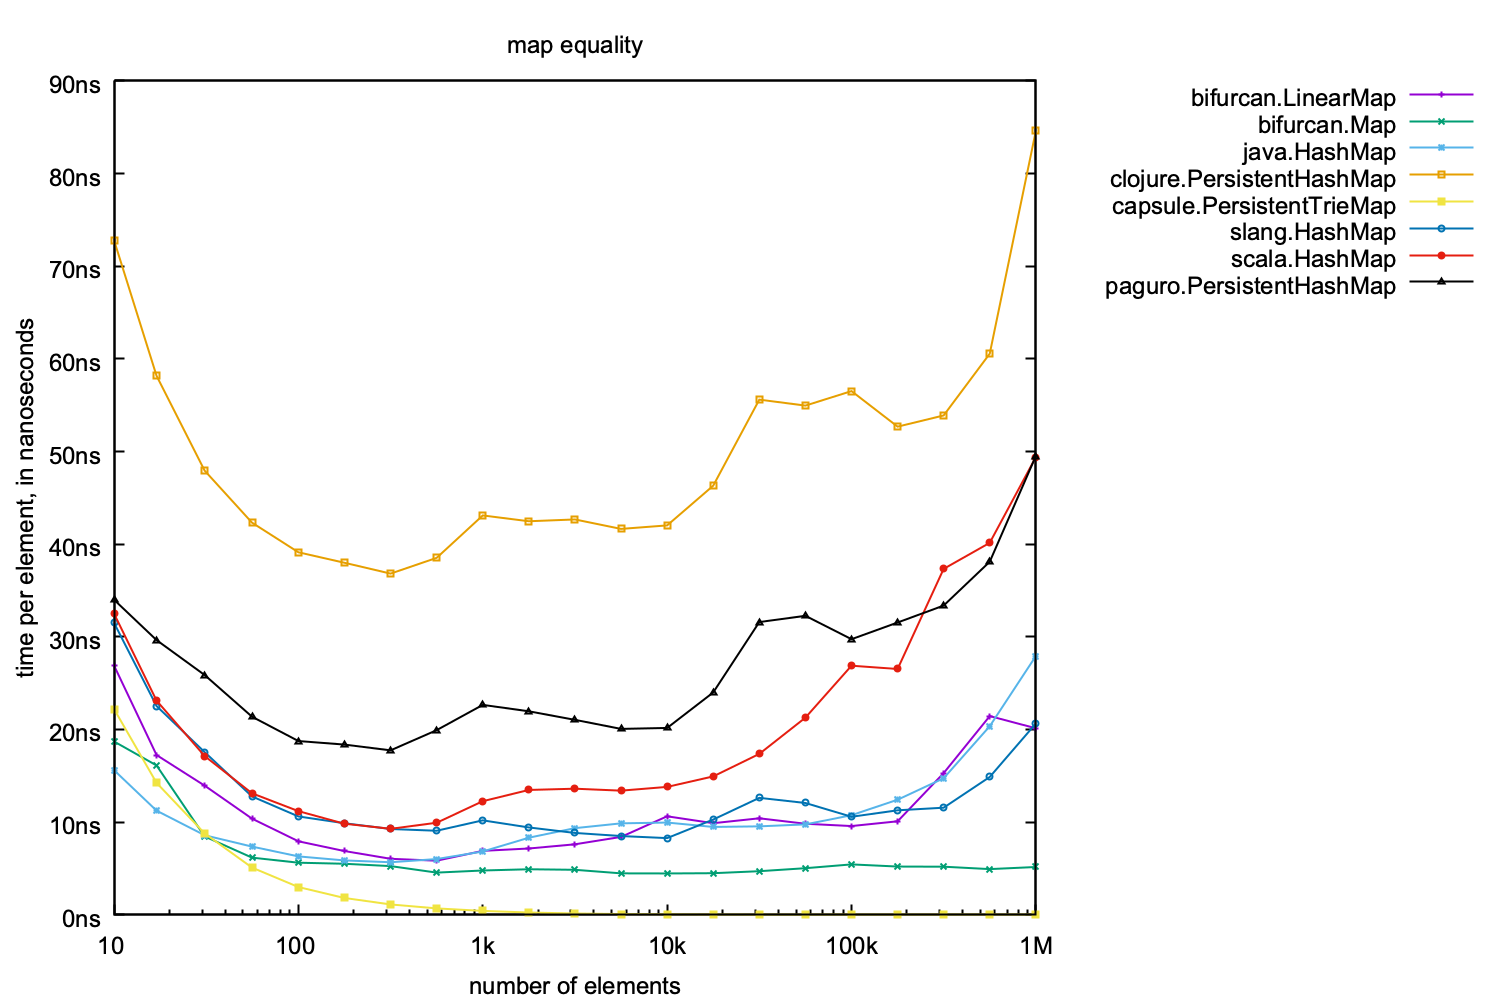 map equality
90ns
80ns
70ns
60ns
50ns
40ns
30ns
20ns
10ns
0ns
time per element, in nanoseconds
10 100 1k 10k 100k 1M
number of elements
bifurcan.LinearMap
bifurcan.Map
java.HashMap
clojure.PersistentHashMap
capsule.PersistentTrieMap
slang.HashMap
scala.HashMap
paguro.PersistentHashMap